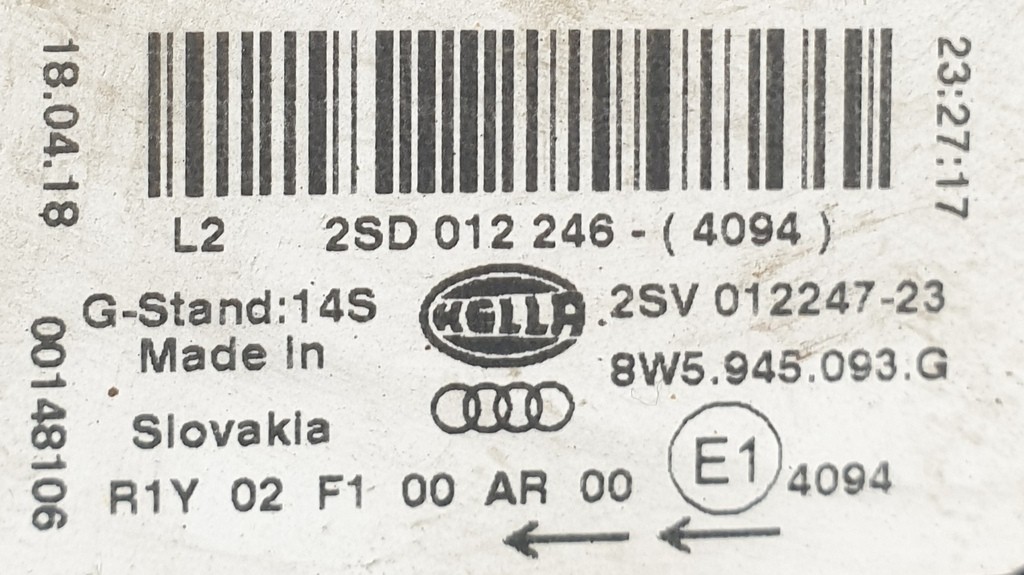 18.04.18
23:27:17
L2 2SD 012 246 - ( 4094 )
G-Stand:14S
HELLA
2SV 012247-23
Made in
8W5.945.093.G
00148106
Slovakia
E1
4094
R1Y 02 F1 00 AR 00